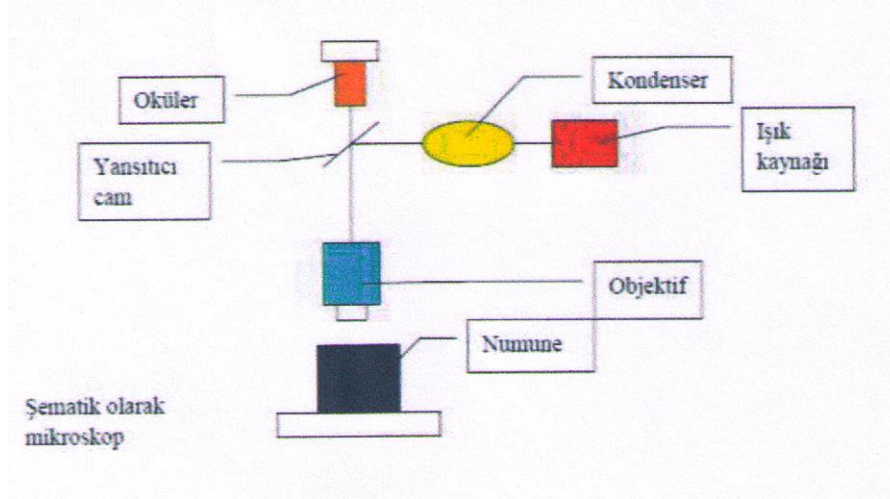 Oküler
Kondenser
Yansıtıcı
cam
Işık
kaynağı
Objektif
Numune
Şematik olarak
mikroskop